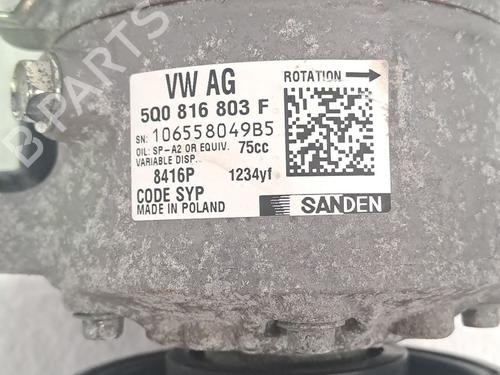 VW AG
ROTATION
5Q0 816 803 F
SN: 106558049B5
OIL: SP-A2 OR EQUIV. 75cc
VARIABLE DISP.
8416P 1234yf
CODE SYP
MADE IN POLAND
SANDEN
B-PARTS